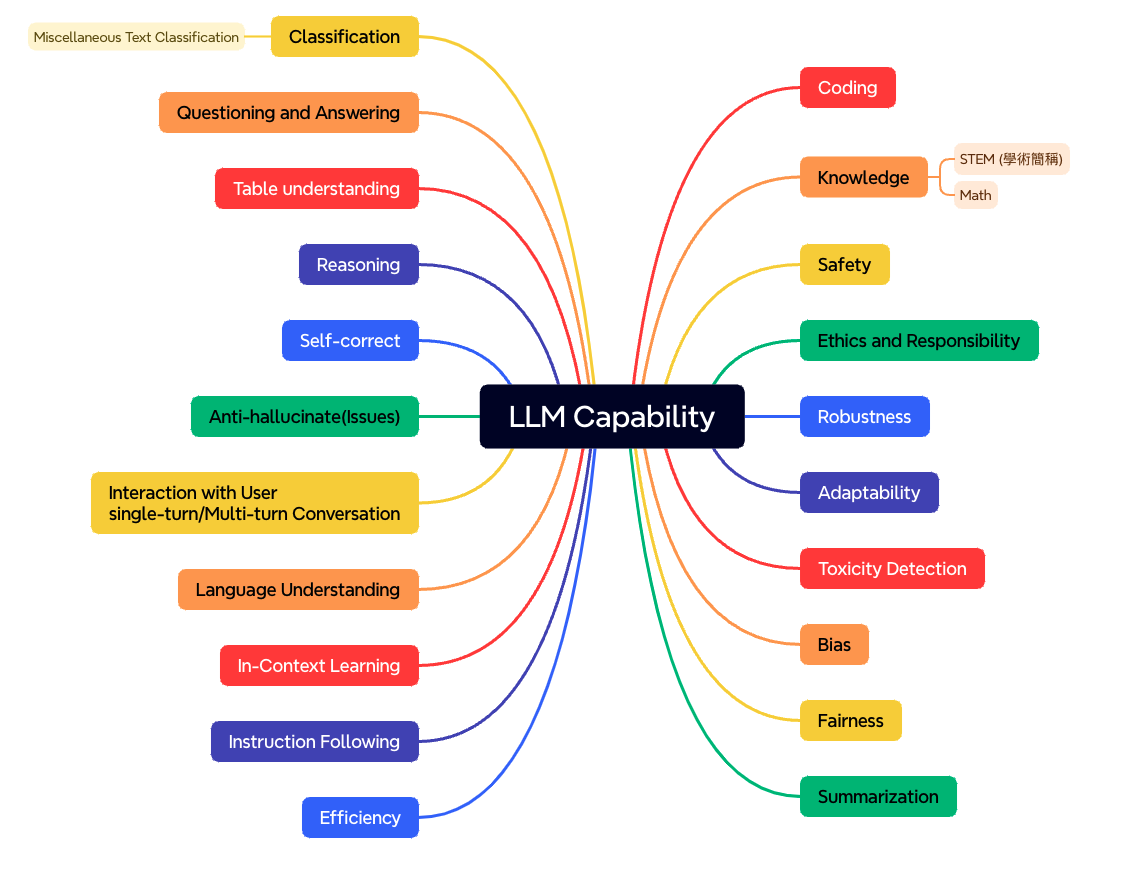 Miscellaneous Text Classification
Classification
Questioning and Answering
Table understanding
Reasoning
Self-correct
Anti-hallucinate(Issues)
Interaction with User
single-turn/Multi-turn Conversation
Language Understanding
In-Context Learning
Instruction Following
Efficiency
LLM Capability
Coding
Knowledge
STEM (學術簡稱)
Math
Safety
Ethics and Responsibility
Robustness
Adaptability
Toxicity Detection
Bias
Fairness
Summarization